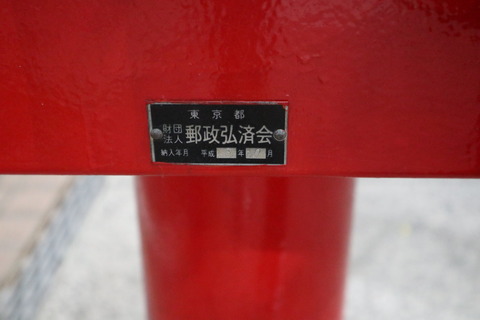 東京都
財団法人 郵政弘済会
納入年月 平成 年 月